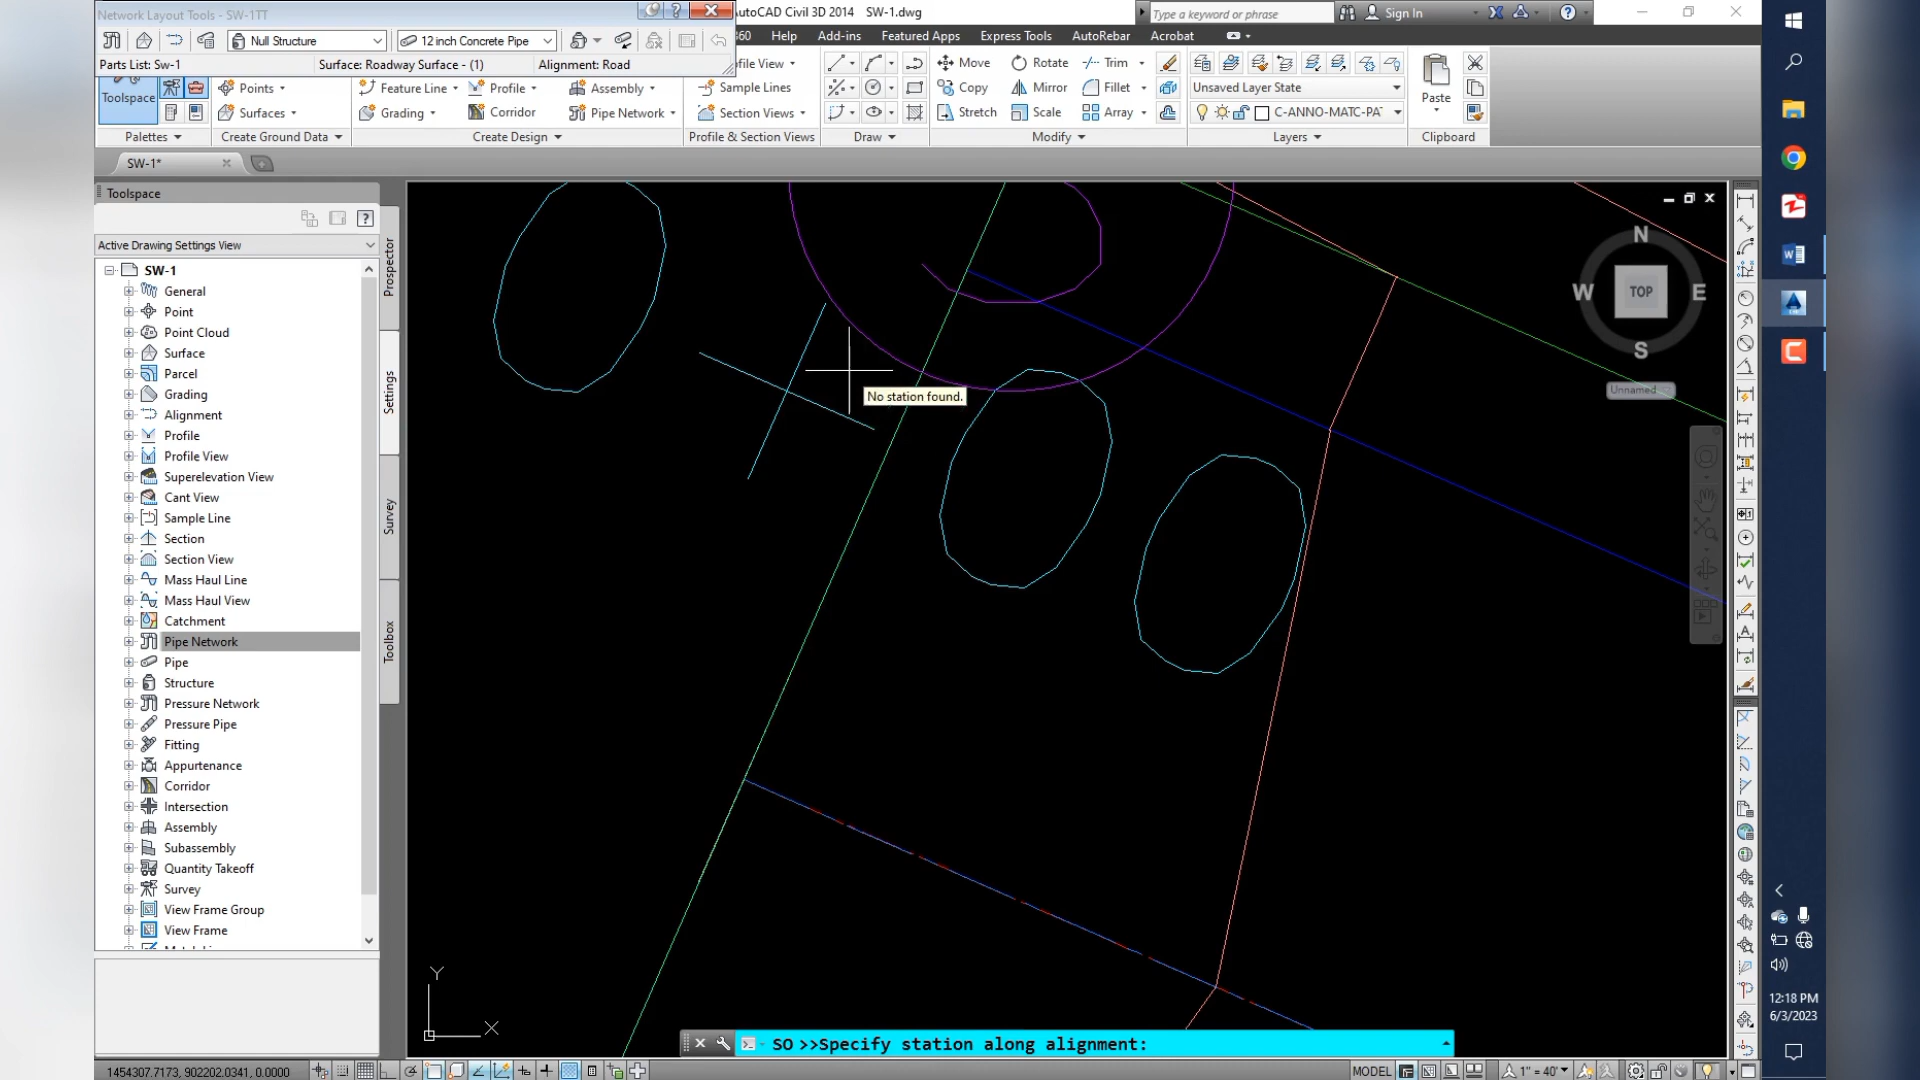 Network Layout Tools - SW-1TT
AutoCAD Civil 3D 2014 SW-1.dwg
Type a keyword or phrase
Sign In
Null Structure
12 inch Concrete Pipe
360 Help Add-ins Featured Apps Express Tools AutoRebar Acrobat
Parts List: Sw-1
Surface: Roadway Surface - (1)
Alignment: Road
Toolspace
Points
Surfaces
Feature Line
Grading
Profile
Corridor
Assembly
Pipe Network
Profile View
Sample Lines
Section Views
Move
Copy
Stretch
Rotate
Mirror
Scale
Trim
Fillet
Array
Unsaved Layer State
C-ANNO-MATC-PAT
Paste
Palettes
Create Ground Data
Create Design
Profile & Section Views
Draw
Modify
Layers
Clipboard
SW-1*
Toolspace
Active Drawing Settings View
SW-1
General
Point
Point Cloud
Surface
Parcel
Grading
Alignment
Profile
Profile View
Superelevation View
Cant View
Sample Line
Section
Section View
Mass Haul Line
Mass Haul View
Catchment
Pipe Network
Pipe
Structure
Pressure Network
Pressure Pipe
Fitting
Appurtenance
Corridor
Intersection
Assembly
Subassembly
Quantity Takeoff
Survey
View Frame Group
View Frame
Prospector
Settings
Survey
Toolbox
No station found.
N
W TOP E
S
Unnamed
Y
X
SO >>Specify station along alignment:
1454307.7173, 902202.0341, 0.0000
MODEL
1" = 40'
12:18 PM
6/3/2023